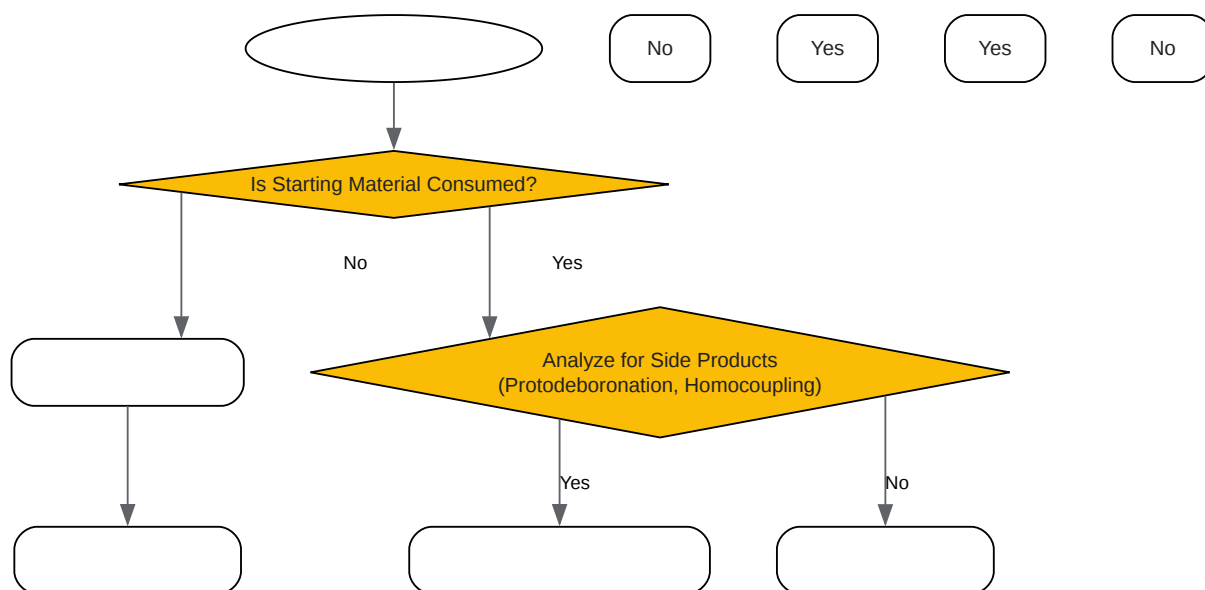 No
Yes
Yes
No
Is Starting Material Consumed?
No
Yes
Analyze for Side Products
(Protodeboronation, Homocoupling)
Yes
No